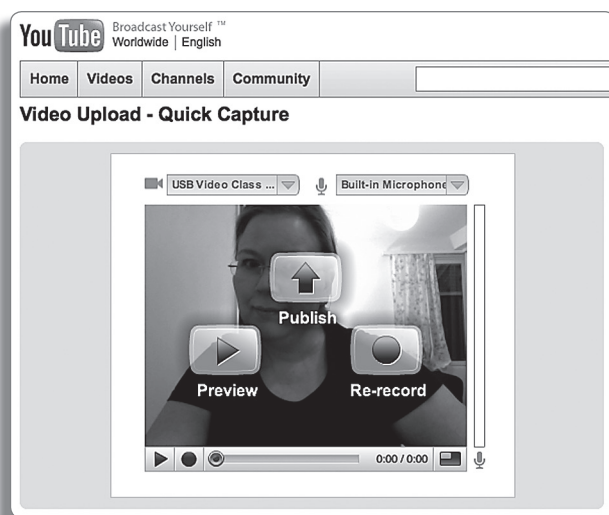 You Tube Broadcast Yourself ™
Worldwide | English
Home Videos Channels Community
Video Upload - Quick Capture
USB Video Class ... Built-in Microphone
Publish
Preview Re-record
0:00 / 0:00